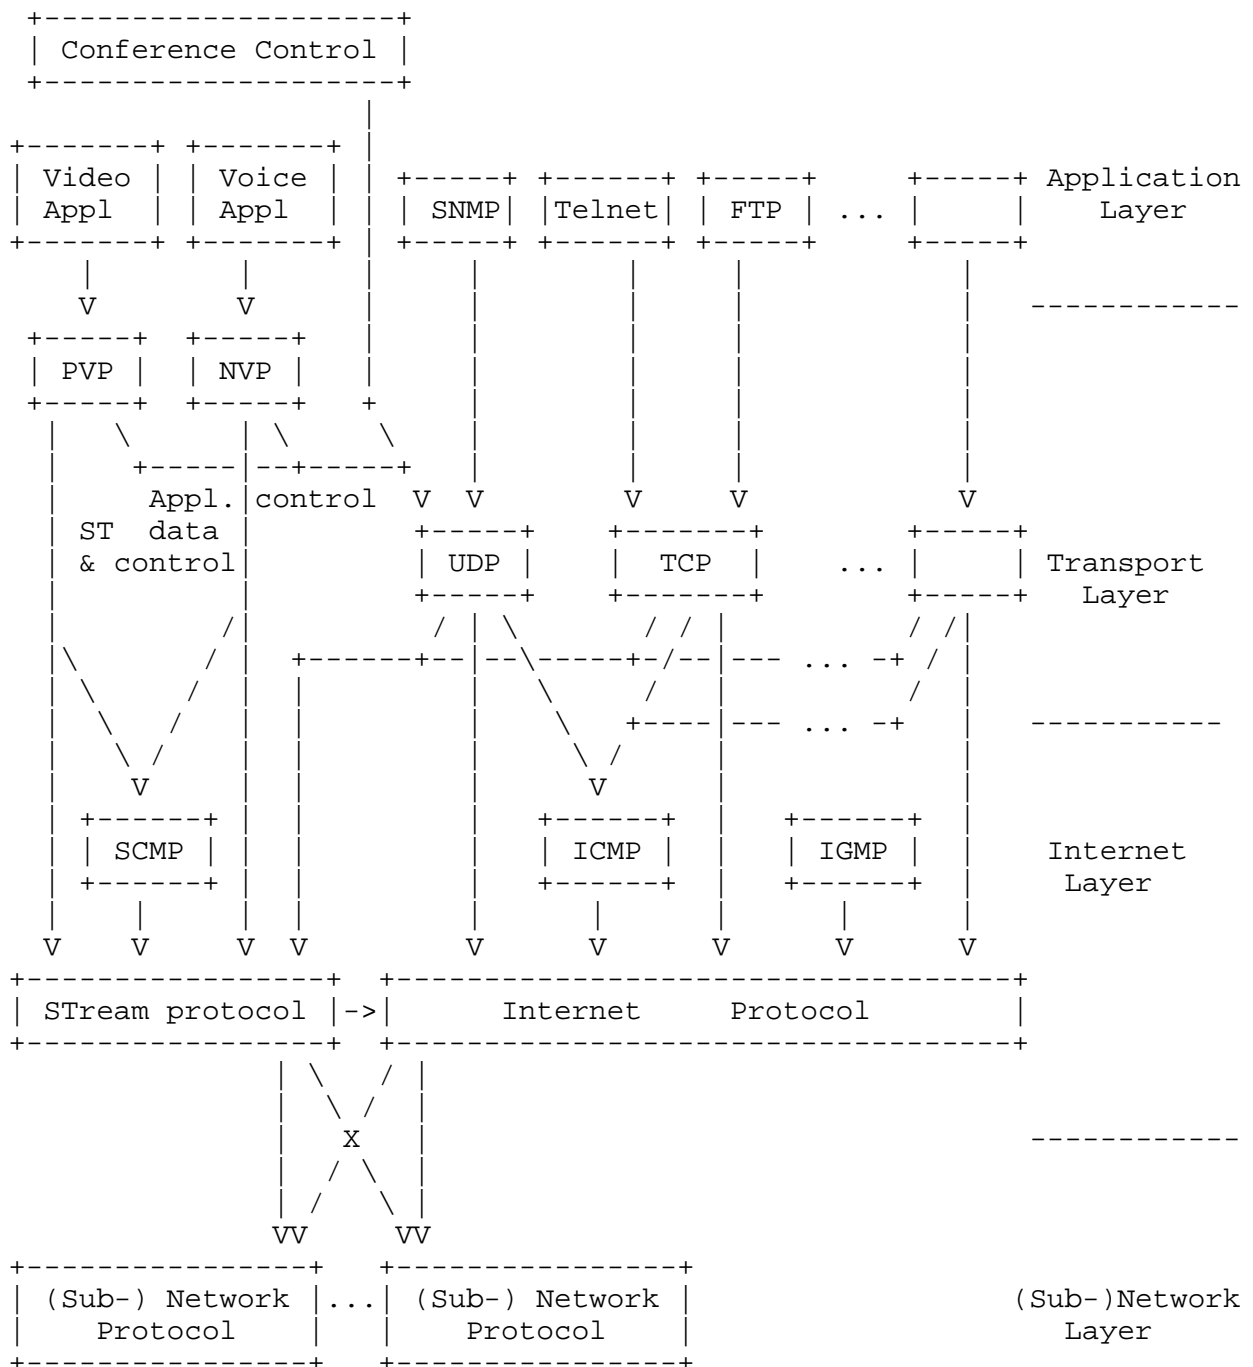 Conference Control
Video Voice Application
Appl Appl SNMP Telnet FTP ... Layer
PVP NVP
Appl. control
ST data
& control UDP TCP ... Transport
Layer
...
...
SCMP ICMP IGMP Internet
Layer
STream protocol -> Internet Protocol
X
(Sub-) Network ... (Sub-) Network (Sub-)Network
Protocol Protocol Layer